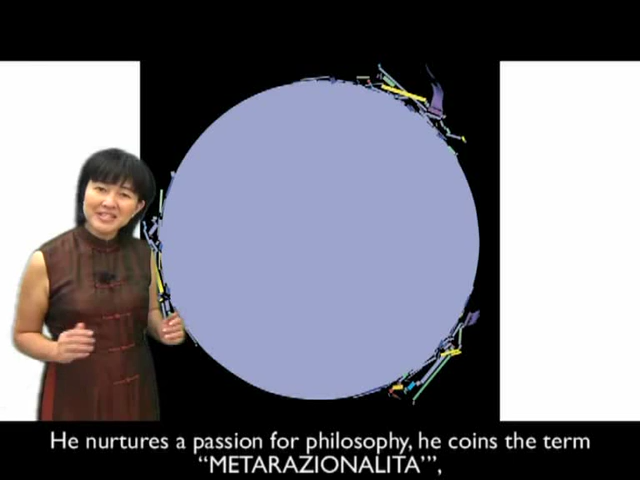 He nurtures a passion for philosophy, he coins the term
“METARAZIONALITA’”,